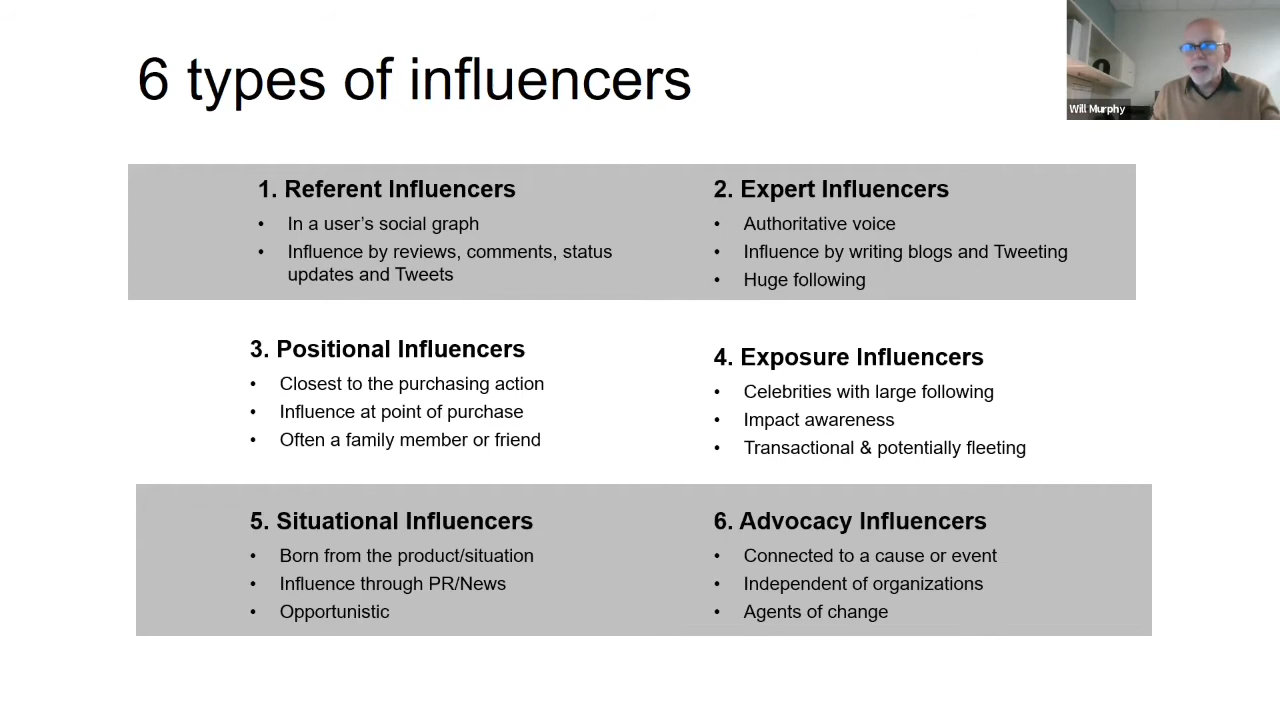 6 types of influencers
Will Murphy
1. Referent Influencers
• In a user’s social graph
• Influence by reviews, comments, status
updates and Tweets
2. Expert Influencers
• Authoritative voice
• Influence by writing blogs and Tweeting
• Huge following
3. Positional Influencers
• Closest to the purchasing action
• Influence at point of purchase
• Often a family member or friend
4. Exposure Influencers
• Celebrities with large following
• Impact awareness
• Transactional & potentially fleeting
5. Situational Influencers
• Born from the product/situation
• Influence through PR/News
• Opportunistic
6. Advocacy Influencers
• Connected to a cause or event
• Independent of organizations
• Agents of change